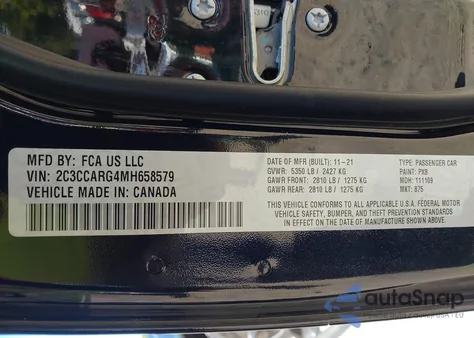 MFD BY: FCA US LLC
VIN: 2C3CCARG4MH658579
VEHICLE MADE IN: CANADA
DATE OF MFR (BUILT): 11-21
GVWR: 5350 LB / 2427 KG
GAWR FRONT: 2810 LB / 1275 KG
GAWR REAR: 2810 LB / 1275 KG
TYPE: PASSENGER CAR
PAINT: PX8
MDH: 111109
MKT: 875
THIS VEHICLE CONFORMS TO ALL APPLICABLE U.S.A. FEDERAL MOTOR
VEHICLE SAFETY, BUMPER, AND THEFT PREVENTION STANDARDS
IN EFFECT ON THE DATE OF MANUFACTURE SHOWN ABOVE.
autoSnap